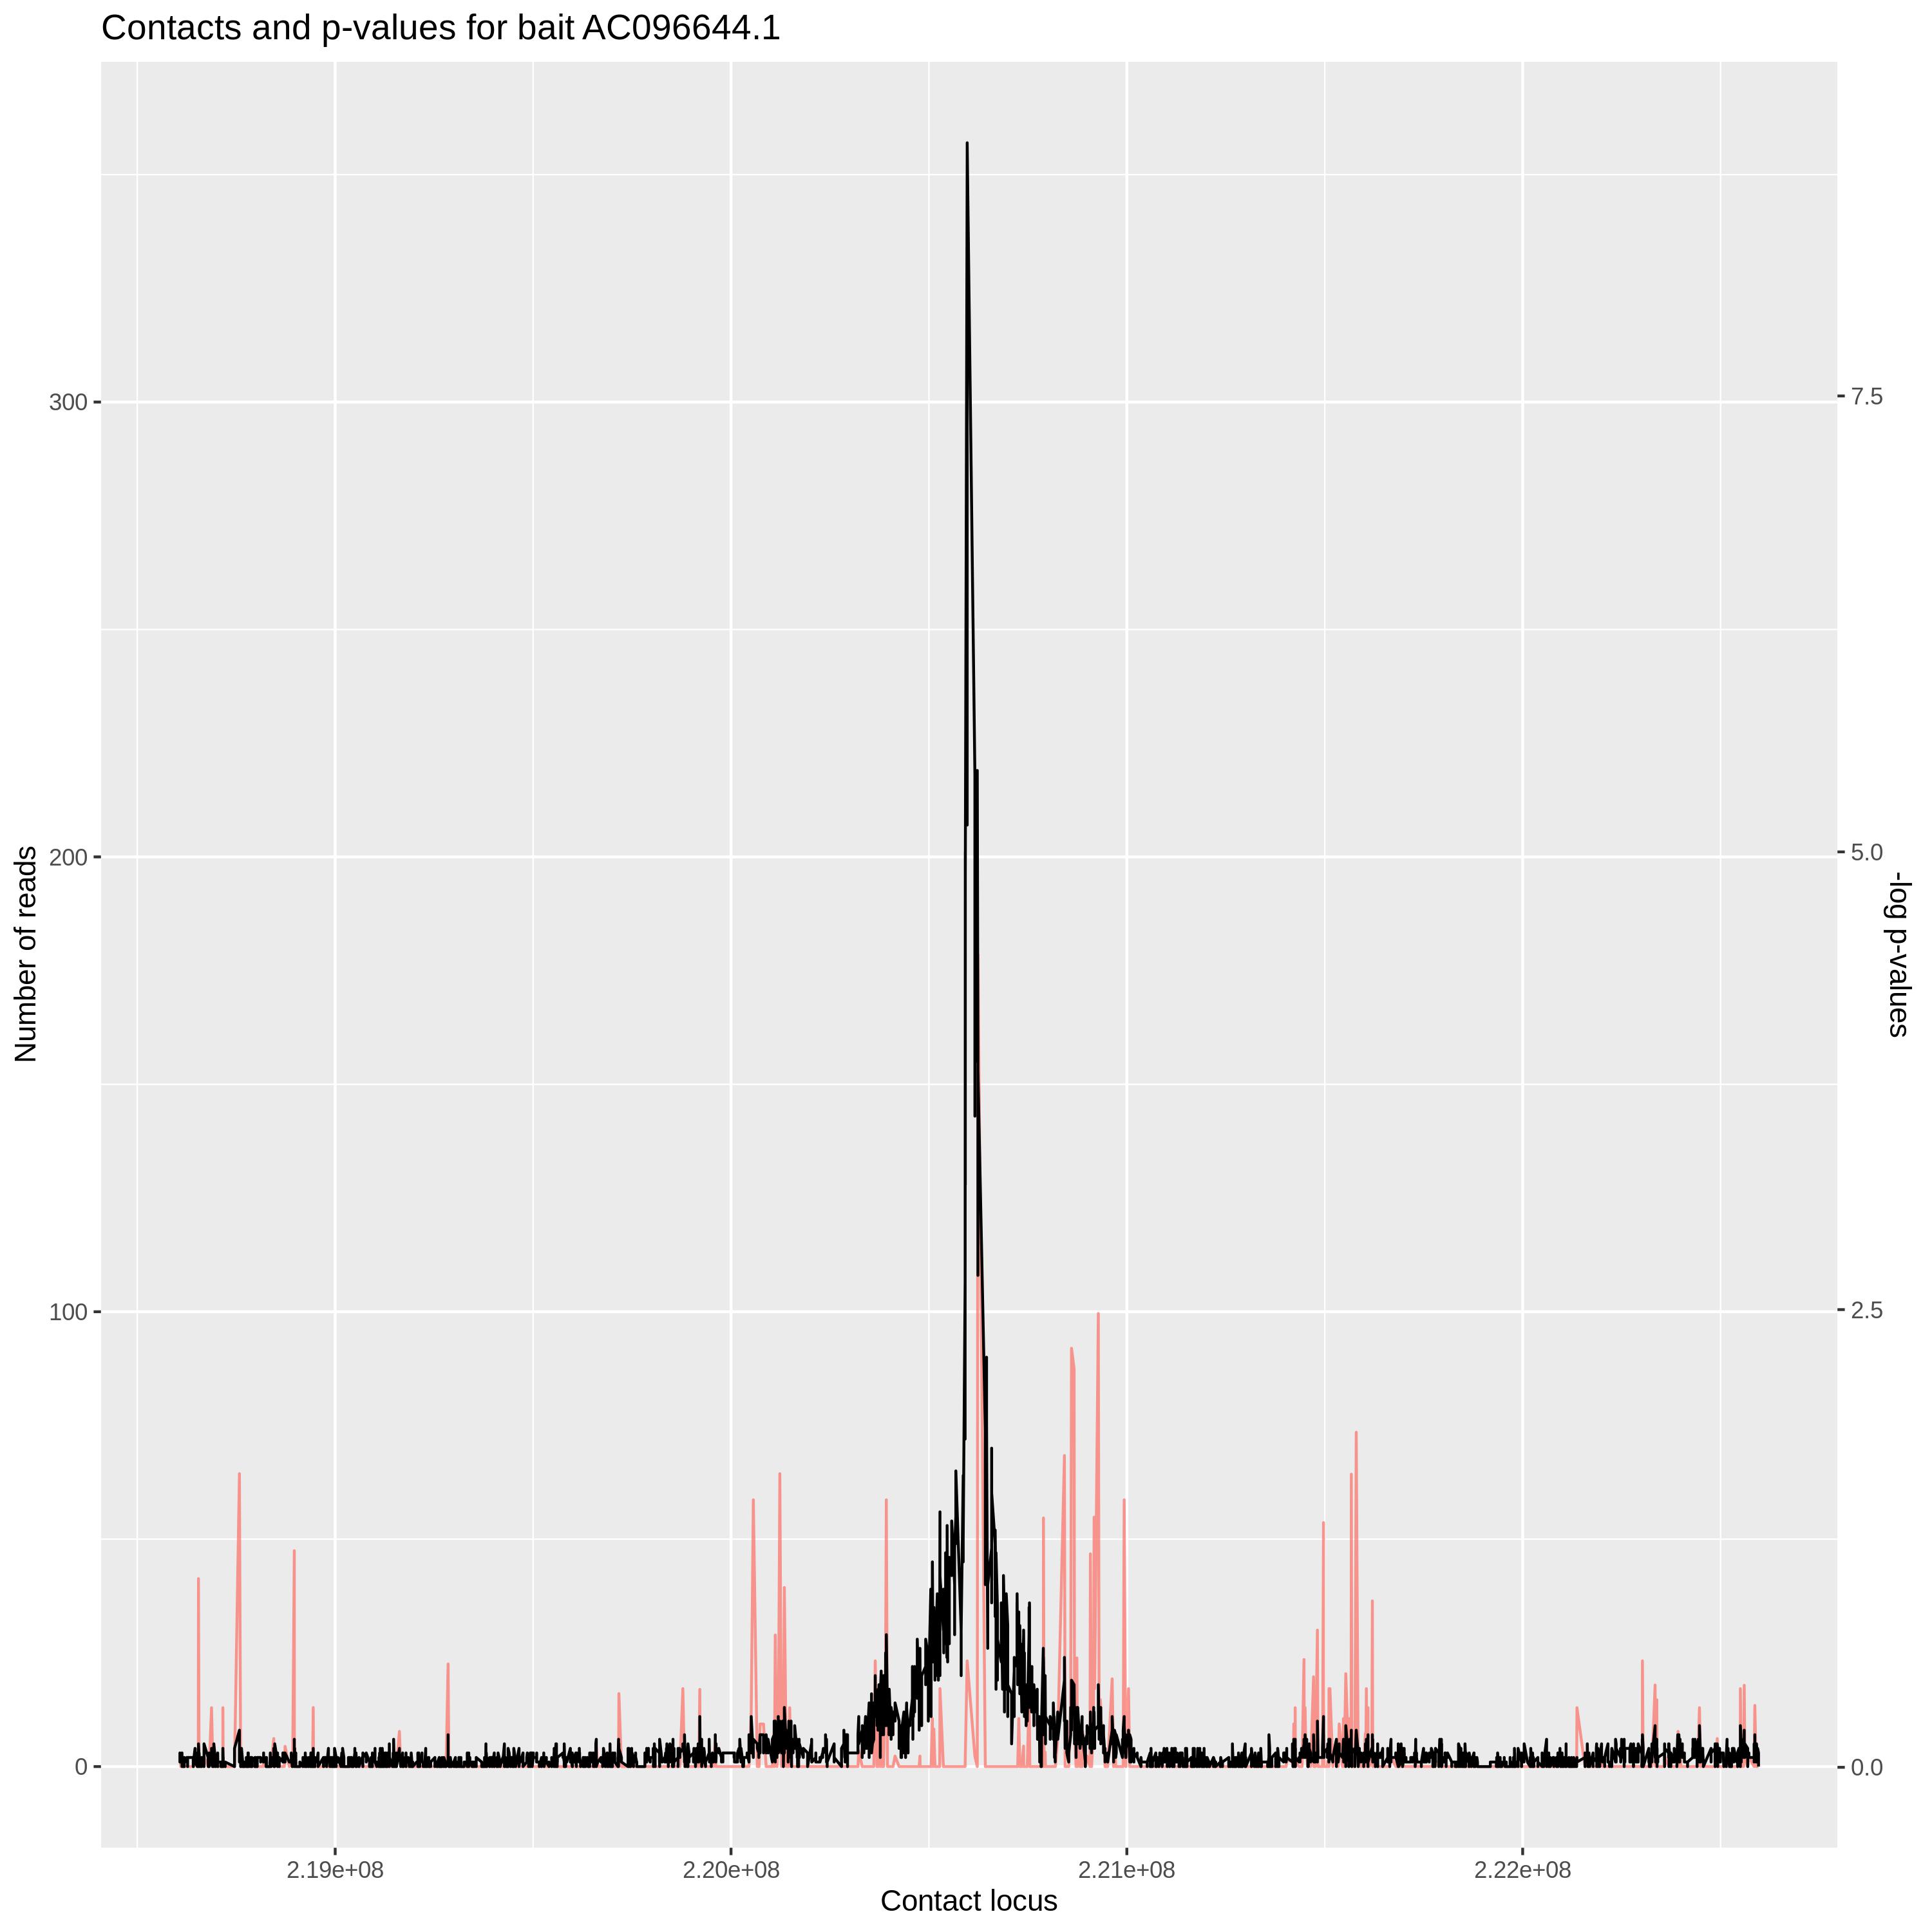 Contacts and p-values for bait AC096644.1
300
200
100
0
7.5
5.0
2.5
0.0
Number of reads
-log p-values
2.19e+08 2.20e+08 2.21e+08 2.22e+08
Contact locus